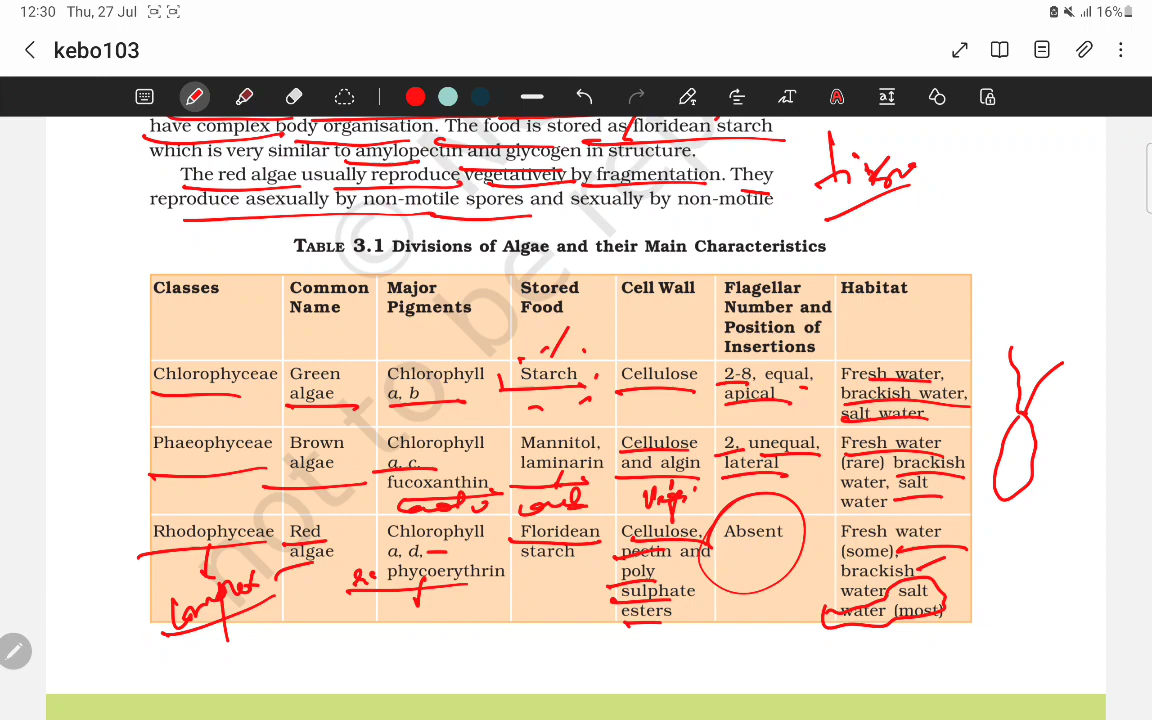 12:30 Thu, 27 Jul
16%
kebo103
have complex body organisation. The food is stored as floridean starch
which is very similar to amylopectin and glycogen in structure.
The red algae usually reproduce vegetatively by fragmentation. They
reproduce asexually by non-motile spores and sexually by non-motile
TABLE 3.1 Divisions of Algae and their Main Characteristics
Classes
Common
Name
Major
Pigments
Stored
Food
Cell Wall
Flagellar
Number and
Position of
Insertions
Habitat
Chlorophyceae
Green
algae
Chlorophyll
a, b
Starch
Cellulose
2-8, equal,
apical
Fresh water,
brackish water,
salt water
Phaeophyceae
Brown
algae
Chlorophyll
a, c,
fucoxanthin
Mannitol,
laminarin
Cellulose
and algin
2, unequal,
lateral
Fresh water
(rare) brackish
water, salt
water
Rhodophyceae
Red
algae
Chlorophyll
a, d,
phycoerythrin
Floridean
starch
Cellulose,
pectin and
poly
sulphate
esters
Absent
Fresh water
(some),
brackish
water, salt
water (most)
© not to be